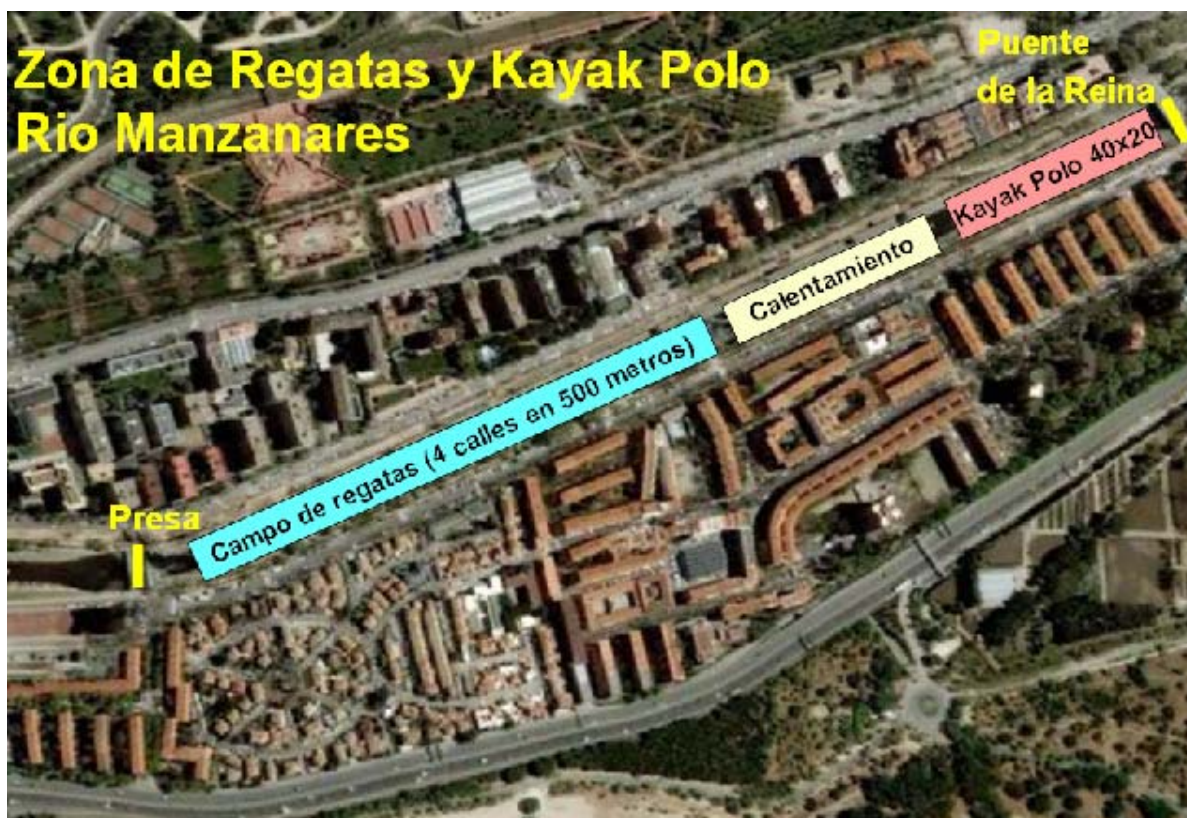 Zona de Regatas y Kayak Polo
Rio Manzanares
Puente
de la Reina
Kayak Polo 40x20
Calentamiento
Campo de regatas (4 calles en 500 metros)
Presa